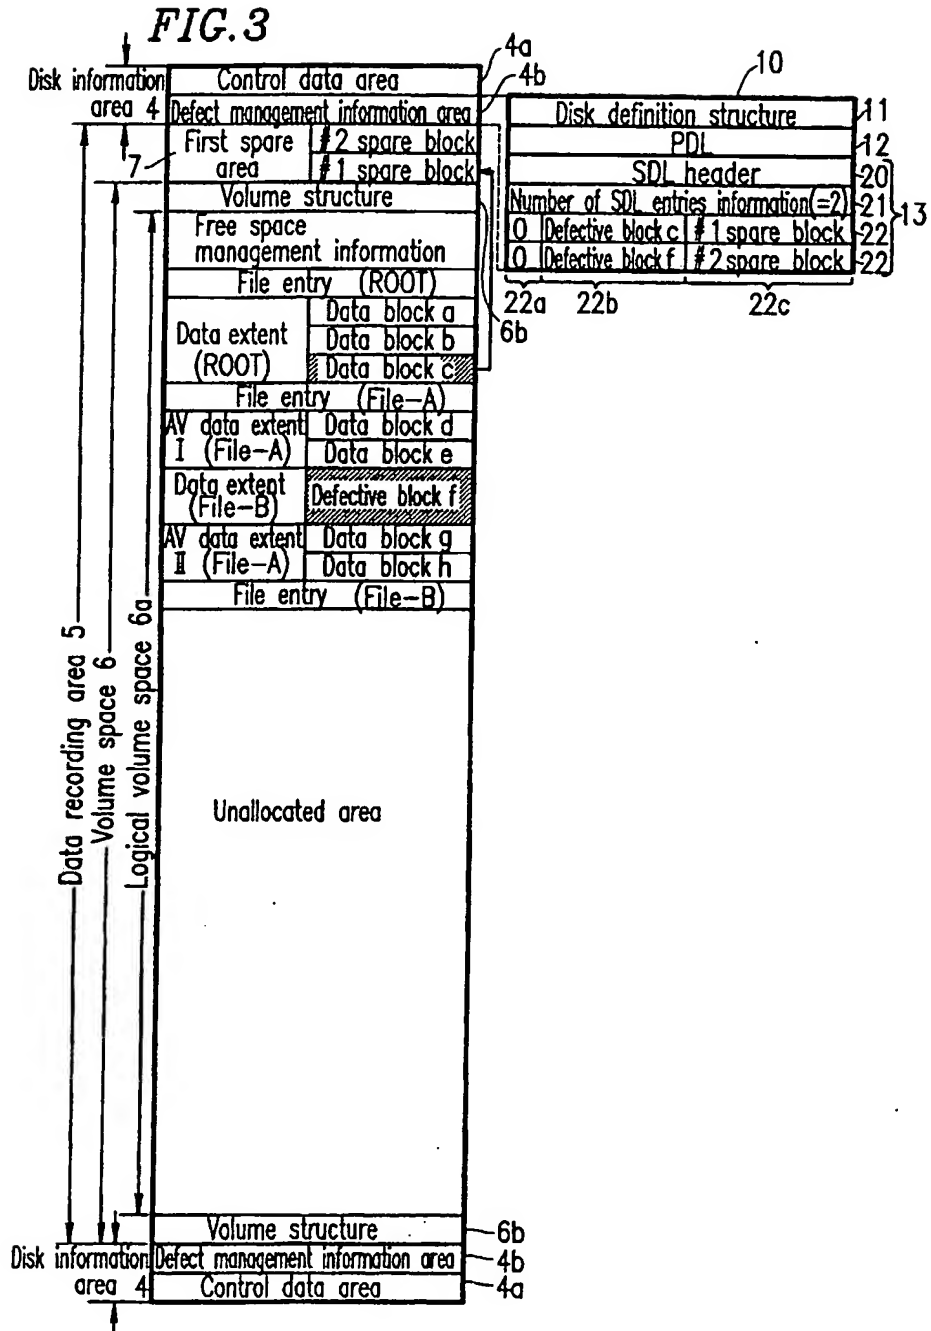 FIG.3
Disk information
area 4
Control data area
4a
Defect management information area
4b
First spare
area
7
# 2 spare block
# 1 spare block
Volume structure
Free space
management information
File entry (ROOT)
Data extent
(ROOT)
Data block a
Data block b
Data block c
File entry (File-A)
AV data extent
I (File-A)
Data block d
Data block e
Data extent
(File-B)
Defective block f
AV data extent
II (File-A)
Data block g
Data block h
File entry (File-B)
Unallocated area
Volume structure
6b
Disk information
area 4
Defect management information area
4b
Control data area
4a
Data recording area 5
Volume space 6
Logical volume space 6a
6b
10
Disk definition structure
11
PDL
12
SDL header
20
Number of SDL entries information(=2)
21
13
0 Defective block c # 1 spare block
22
0 Defective block f # 2 spare block
22
22a 22b 22c